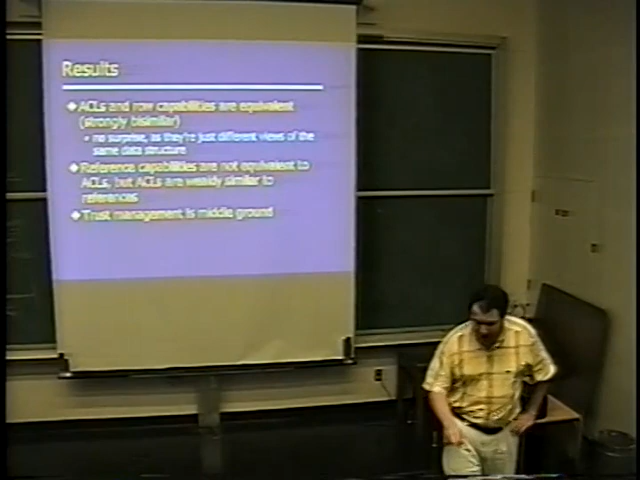 Results
ACLs and row capabilities are equivalent
(strongly bisimilar)
no surprise, as they're just different views of the
same data structure
Reference capabilities are not equivalent to
ACLs, but ACLs are weakly similar to
references
Trust management is middle ground